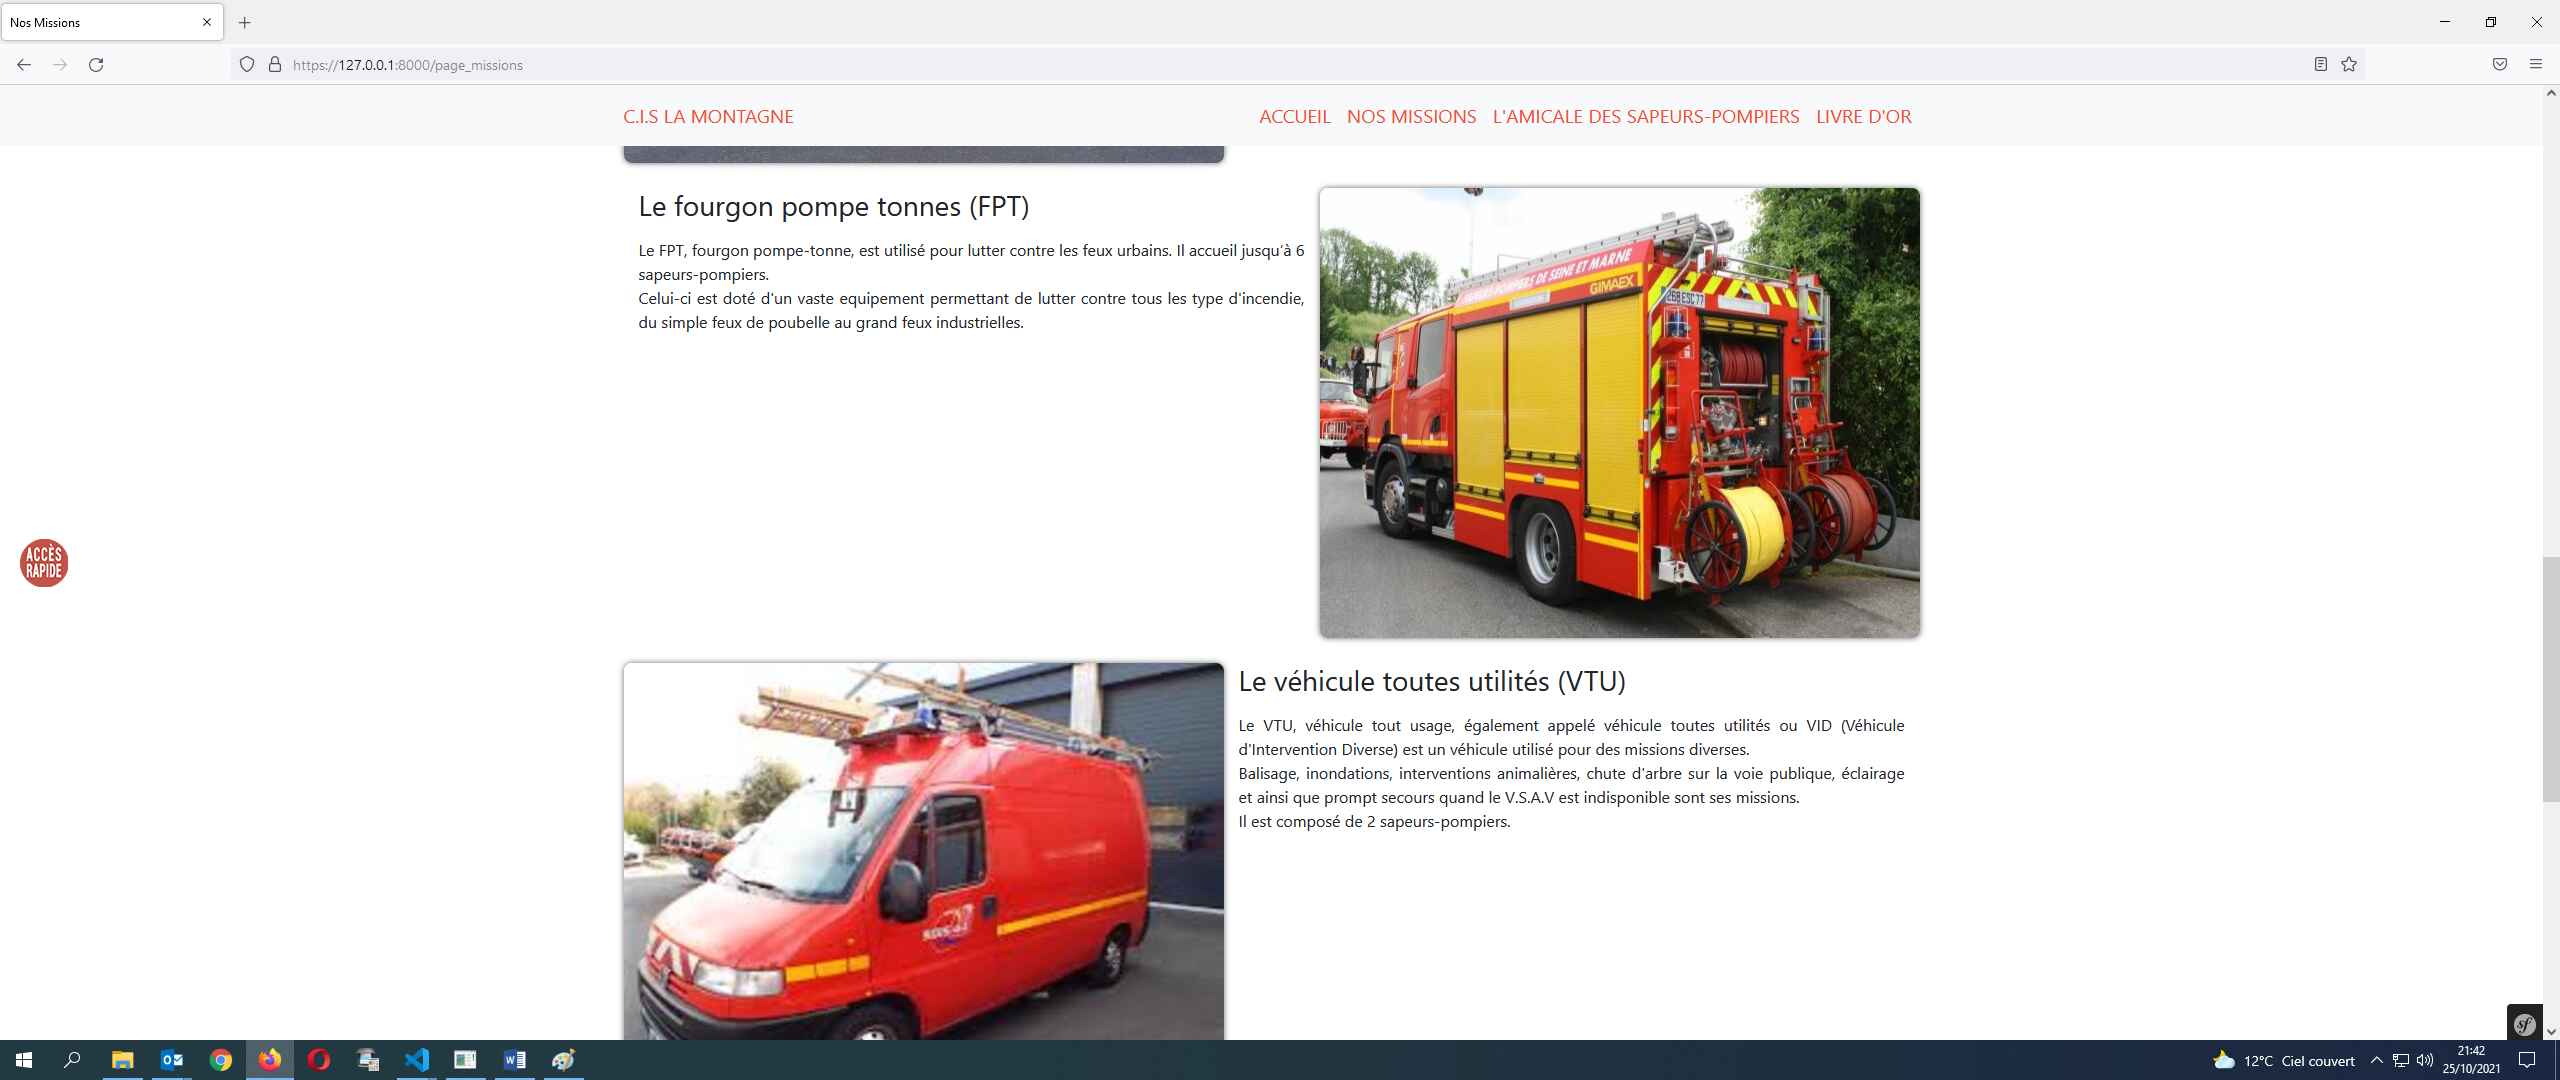 Nos Missions
https://127.0.0.1:8000/page_missions
C.I.S LA MONTAGNE
ACCUEIL NOS MISSIONS L'AMICALE DES SAPEURS-POMPIERS LIVRE D'OR
Le fourgon pompe tonnes (FPT)
Le FPT, fourgon pompe-tonne, est utilisé pour lutter contre les feux urbains. Il accueil jusqu'à 6
sapeurs-pompiers.
Celui-ci est doté d'un vaste equipement permettant de lutter contre tous les type d'incendie,
du simple feux de poubelle au grand feux industrielles.
SAPEURS-POMPIERS DE SEINE ET MARNE
GIMAEX
268 ESC 77
ACCÈS
RAPIDE
Le véhicule toutes utilités (VTU)
Le VTU, véhicule tout usage, également appelé véhicule toutes utilités ou VID (Véhicule
d'Intervention Diverse) est un véhicule utilisé pour des missions diverses.
Balisage, inondations, interventions animalières, chute d'arbre sur la voie publique, éclairage
et ainsi que prompt secours quand le V.S.A.V est indisponible sont ses missions.
Il est composé de 2 sapeurs-pompiers.
sf
12°C Ciel couvert
21:42
25/10/2021